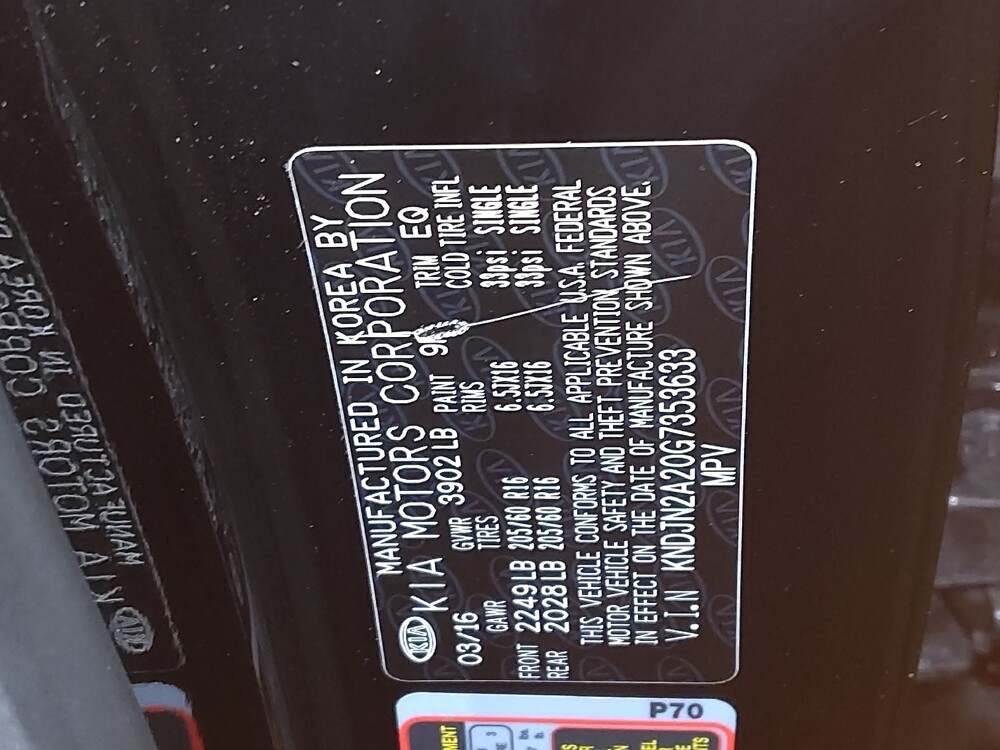 MANUFACTURED IN KOREA BY
KIA KIA MOTORS CORPORATION
03/16 GVWR 3902 LB PAINT TRIM EQ
GAWR TIRES RIMS COLD TIRE INFL
FRONT 2249 LB 205/60 R16 6.5JX16 33psi SINGLE
REAR 2028 LB 205/60 R16 6.5JX16 33psi SINGLE
THIS VEHICLE CONFORMS TO ALL APPLICABLE U.S.A. FEDERAL
MOTOR VEHICLE SAFETY AND THEFT PREVENTION STANDARDS
IN EFFECT ON THE DATE OF MANUFACTURE SHOWN ABOVE.
V.I.N KNDJN2A20G7353633
MPV
P70